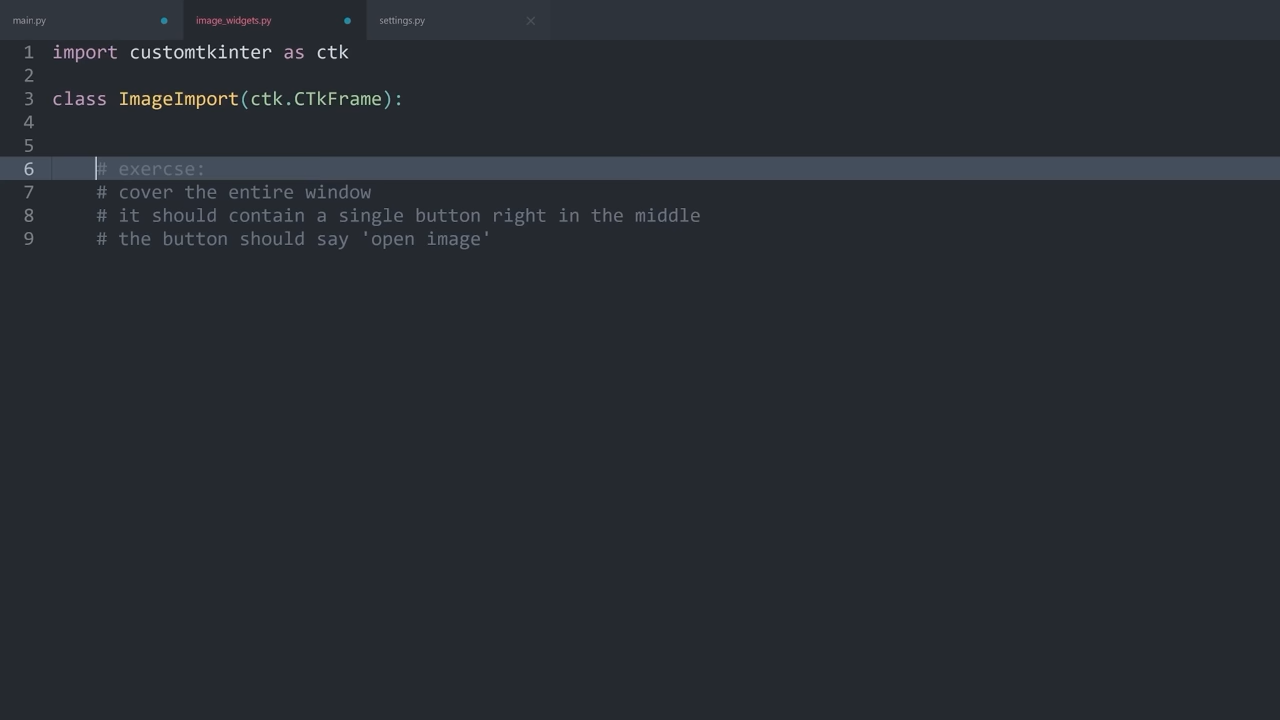 main.py image_widgets.py settings.py
1 import customtkinter as ctk
2
3 class ImageImport(ctk.CTkFrame):
4
5
6 # exercse:
7 # cover the entire window
8 # it should contain a single button right in the middle
9 # the button should say 'open image'